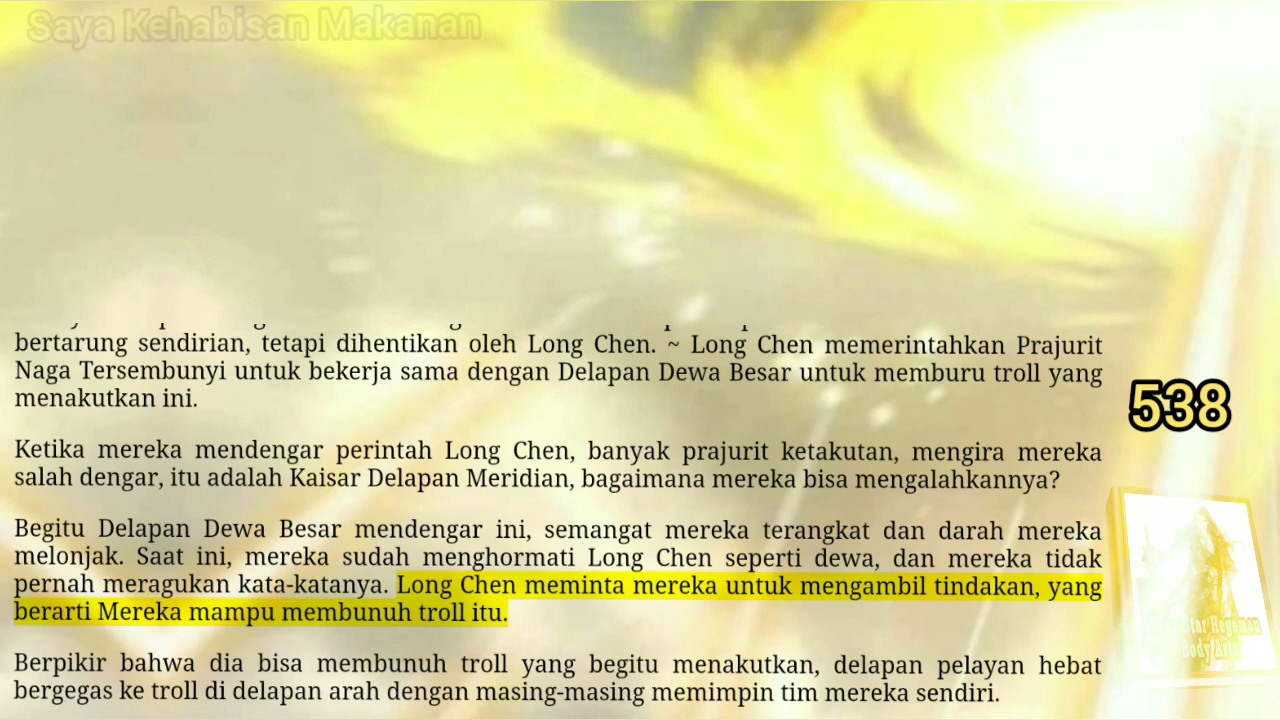 Saya Kehabisan Makanan
bertarung sendirian, tetapi dihentikan oleh Long Chen. ~ Long Chen memerintahkan Prajurit
Naga Tersembunyi untuk bekerja sama dengan Delapan Dewa Besar untuk memburu troll yang
menakutkan ini.
538
Ketika mereka mendengar perintah Long Chen, banyak prajurit ketakutan, mengira mereka
salah dengar, itu adalah Kaisar Delapan Meridian, bagaimana mereka bisa mengalahkannya?
Begitu Delapan Dewa Besar mendengar ini, semangat mereka terangkat dan darah mereka
melonjak. Saat ini, mereka sudah menghormati Long Chen seperti dewa, dan mereka tidak
pernah meragukan kata-katanya. Long Chen meminta mereka untuk mengambil tindakan, yang
berarti Mereka mampu membunuh troll itu.
Star Hegemon
Body Arts
Berpikir bahwa dia bisa membunuh troll yang begitu menakutkan, delapan pelayan hebat
bergegas ke troll di delapan arah dengan masing-masing memimpin tim mereka sendiri.